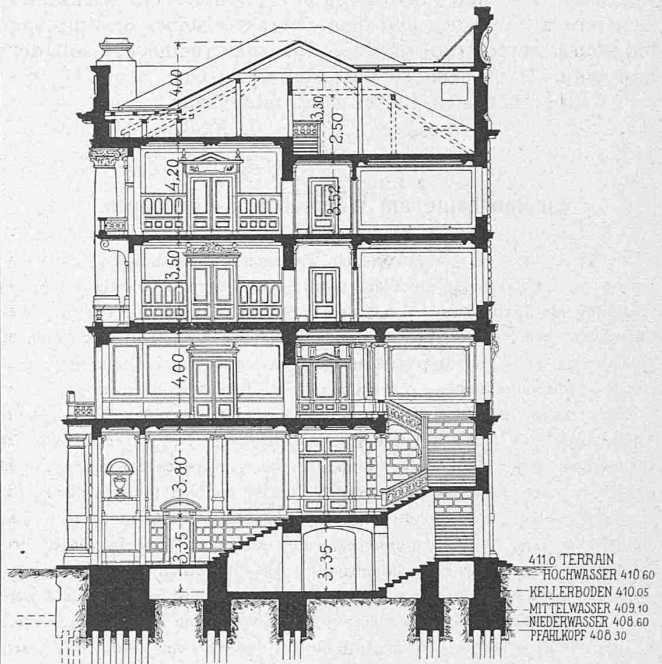 4,00
3,30
2,50
4,20
3,52
3,50
4,00
3,80
3,35
3,35
411.0 TERRAIN
HOCHWASSER 410.60
KELLERBODEN 410.05
MITTELWASSER 409.10
NIEDERWASSER 408.60
PFAHLKOPF 408.30